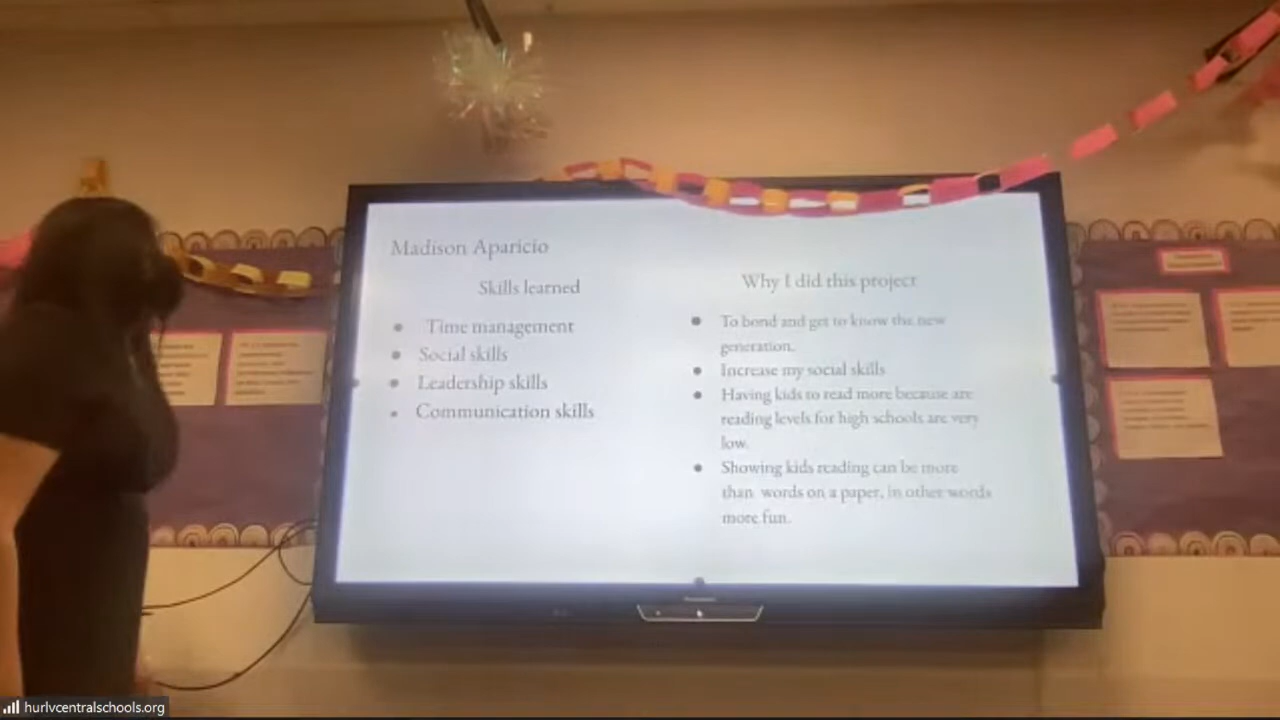 Madison Aparicio
Skills learned
Time management
Social skills
Leadership skills
Communication skills
Why I did this project
To bond and get to know the new
generation.
Increase my social skills
Having kids to read more because are
reading levels for high schools are very
low.
Showing kids reading can be more
than words on a paper, in other words
more fun.
hurlvcentralschools.org